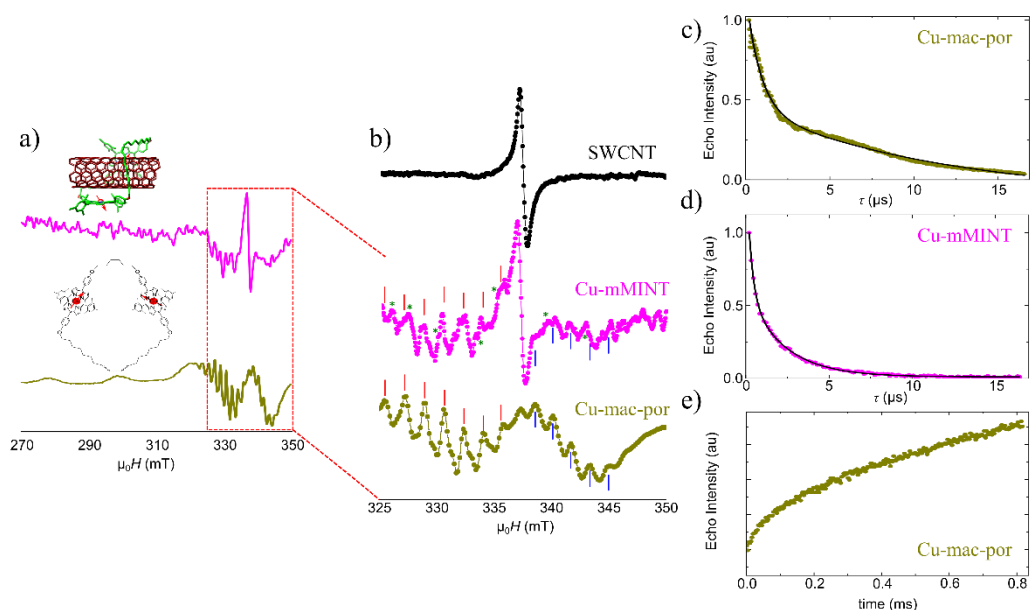 a)
270
290
310
330
350
μ₀H (mT)
b)
SWCNT
Cu-mMINT
*
*
*
*
*
*
*
Cu-mac-por
325
330
335
340
345
350
μ₀H (mT)
c)
Cu-mac-por
Echo Intensity (au)
1.0
0.5
0.0
0
5
10
15
τ (μs)
d)
Cu-mMINT
Echo Intensity (au)
1.0
0.5
0.0
0
5
10
15
τ (μs)
e)
Echo Intensity (au)
Cu-mac-por
0.0
0.2
0.4
0.6
0.8
time (ms)